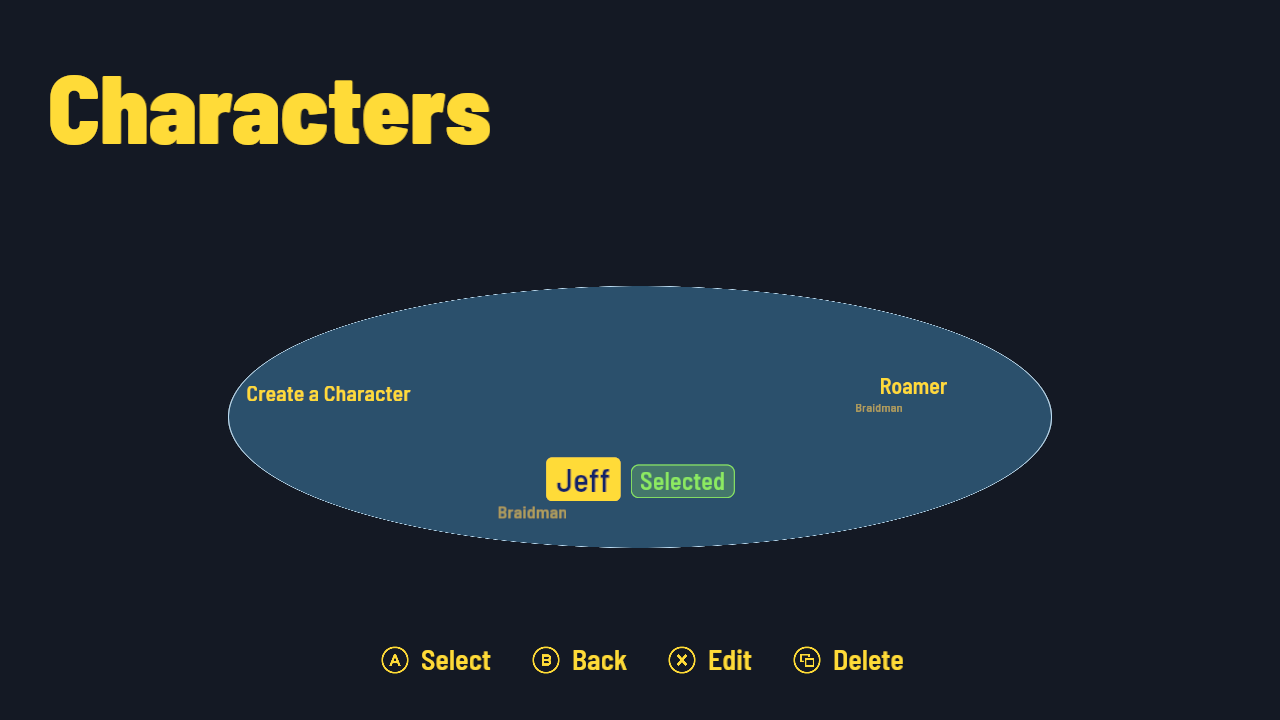 Characters
Create a Character
Roamer
Braidman
Jeff Selected
Braidman
A Select B Back X Edit Delete